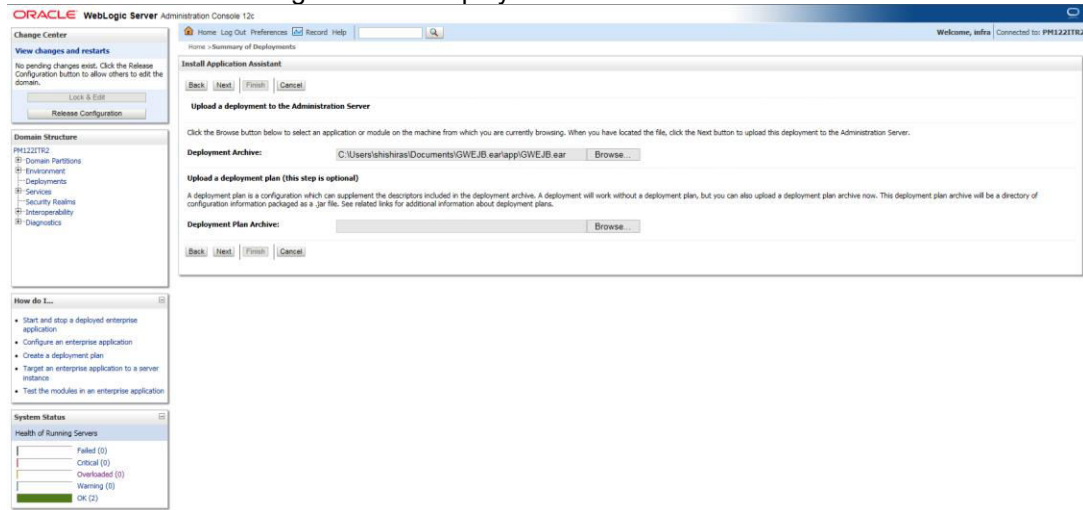 ORACLE WebLogic Server Administration Console 12c
Change Center
View changes and restarts
No pending changes exist. Click the Release
Configuration button to allow others to edit the
domain.
Lock & Edit
Release Configuration
Domain Structure
PM122ITR2
Domain Partitions
Environment
Deployments
Services
Security Realms
Interoperability
Diagnostics
How do I...
Start and stop a deployed enterprise
application
Configure an enterprise application
Create a deployment plan
Target an enterprise application to a server
instance
Test the modules in an enterprise application
System Status
Health of Running Servers
Failed (0)
Critical (0)
Overloaded (0)
Warning (0)
OK (2)
Home Log Out Preferences Record Help
Welcome, infra Connected to: PM122ITR2
Home >Summary of Deployments
Install Application Assistant
Back Next Finish Cancel
Upload a deployment to the Administration Server
Click the Browse button below to select an application or module on the machine from which you are currently browsing. When you have located the file, click the Next button to upload this deployment to the Administration Server.
Deployment Archive: C:\Users\shishiras\Documents\GWEJB.ear\app\GWEJB.ear Browse...
Upload a deployment plan (this step is optional)
A deployment plan is a configuration which can supplement the descriptors included in the deployment archive. A deployment will work without a deployment plan, but you can also upload a deployment plan archive now. This deployment plan archive will be a directory of
configuration information packaged as a .jar file. See related links for additional information about deployment plans.
Deployment Plan Archive: Browse...
Back Next Finish Cancel